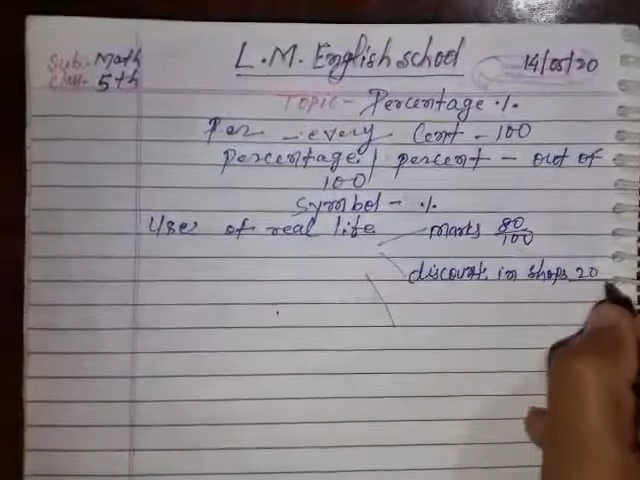 L.M. English school
14/05/20
Sub- Math
Class- 5th
TOPIC - Percentage %
Per - every Cent - 100
percentage / percent - out of
100
Symbol - %
Use of real life
marks 80/100
discount in shops 20